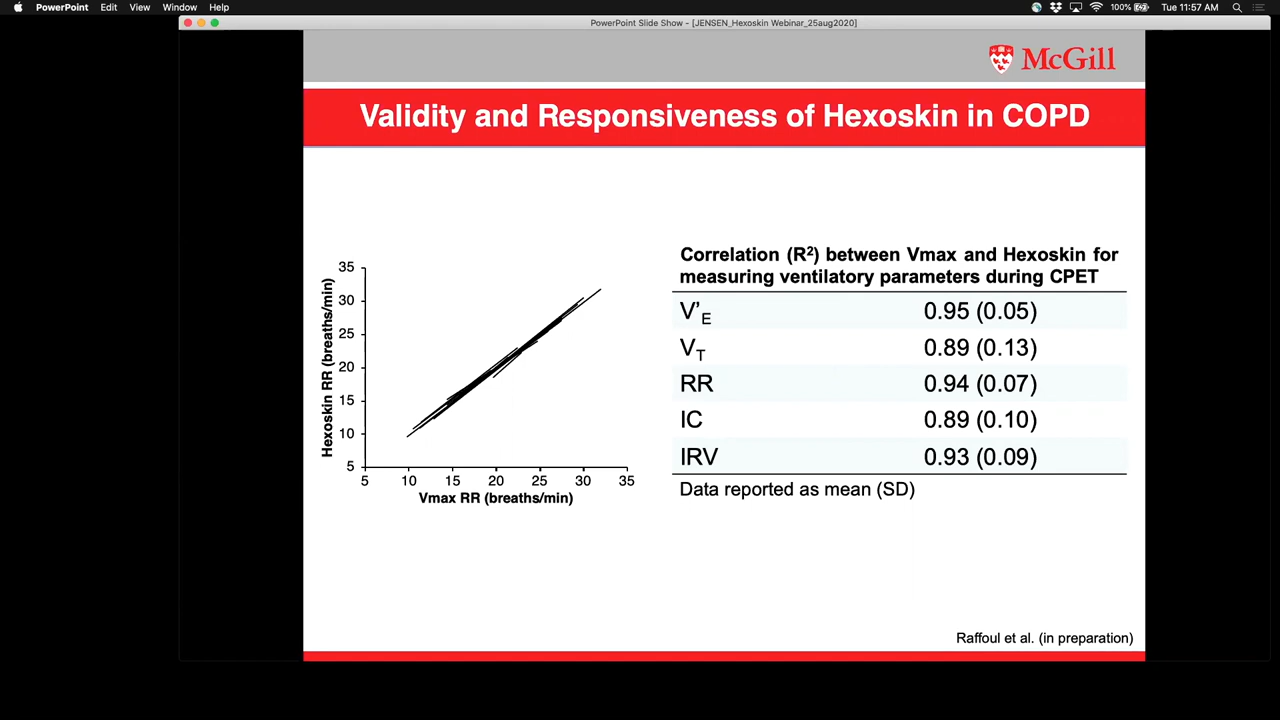 PowerPoint File Edit View Window Help
100%
Tue 11:57 AM
PowerPoint Slide Show - [JENSEN_Hexoskin Webinar_25aug2020]
McGill
Validity and Responsiveness of Hexoskin in COPD
Hexoskin RR (breaths/min)
35
30
25
20
15
10
5
5 10 15 20 25 30 35
Vmax RR (breaths/min)
Correlation (R²) between Vmax and Hexoskin for
measuring ventilatory parameters during CPET
V'E 0.95 (0.05)
VT 0.89 (0.13)
RR 0.94 (0.07)
IC 0.89 (0.10)
IRV 0.93 (0.09)
Data reported as mean (SD)
Raffoul et al. (in preparation)